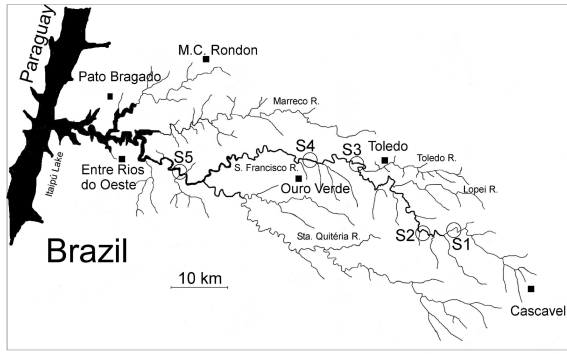 Paraguay
M.C. Rondon
Pato Bragado
Marreco R.
Itaipú Lake
Entre Rios
do Oeste
S5
S. Francisco R.
S4
Ouro Verde
S3
Toledo
Toledo R.
Lopei R.
Sta. Quitéria R.
S2
S1
Brazil
10 km
Cascavel